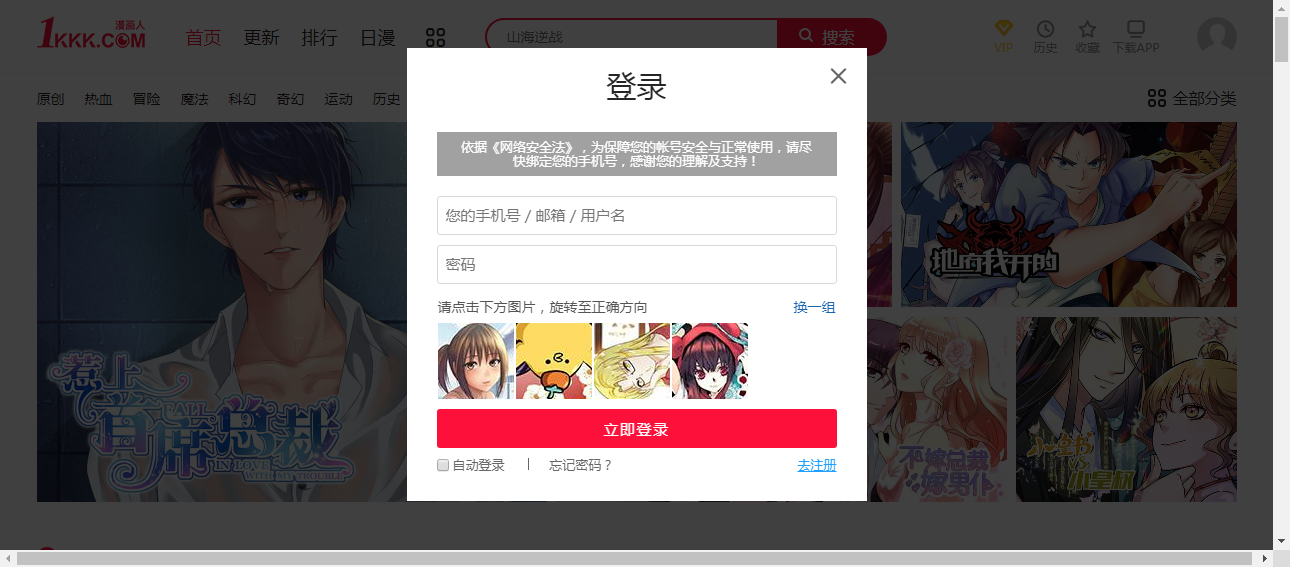 1KKK.COM 漫画人
首页 更新 排行 日漫
山海逆战
搜索
VIP 历史 收藏 下载APP
原创 热血 冒险 魔法 科幻 奇幻 运动 历史
全部分类
登录
依据《网络安全法》，为保障您的帐号安全与正常使用，请尽
快绑定您的手机号，感谢您的理解及支持！
您的手机号 / 邮箱 / 用户名
密码
请点击下方图片，旋转至正确方向 换一组
立即登录
自动登录 | 忘记密码？ 去注册
惹上
首席总裁
CALL
IN LOVE
WITH MY TROUBLE
地府我开的
不嫁总裁
嫁男仆